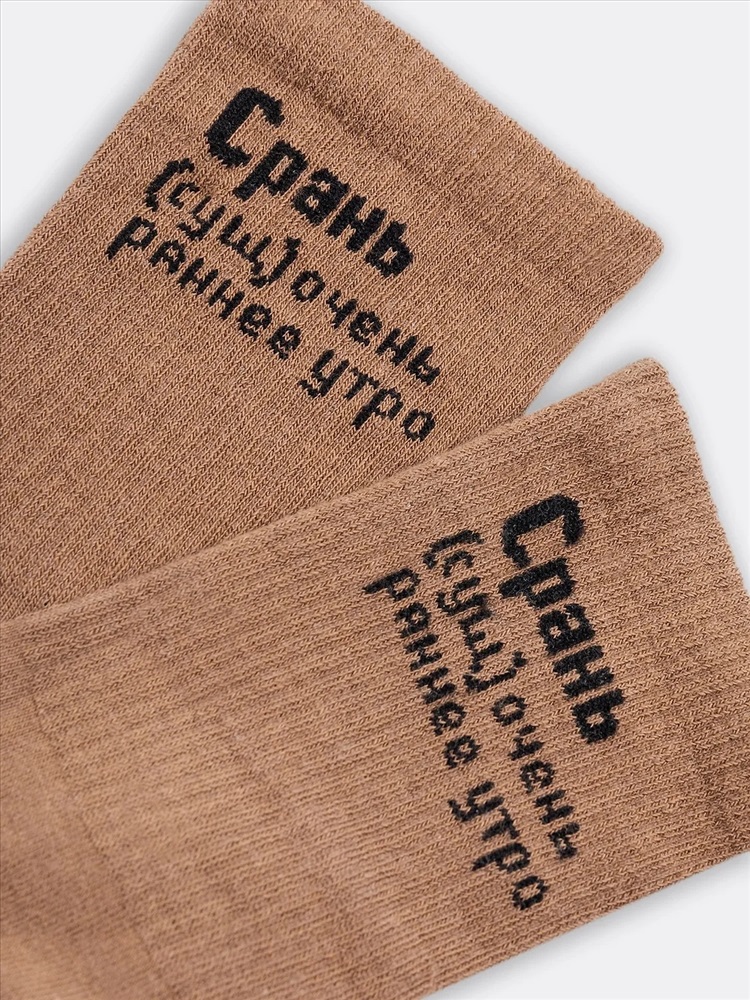 Срань
(сущ) очень
раннее утро
Срань
(сущ) очень
раннее утро